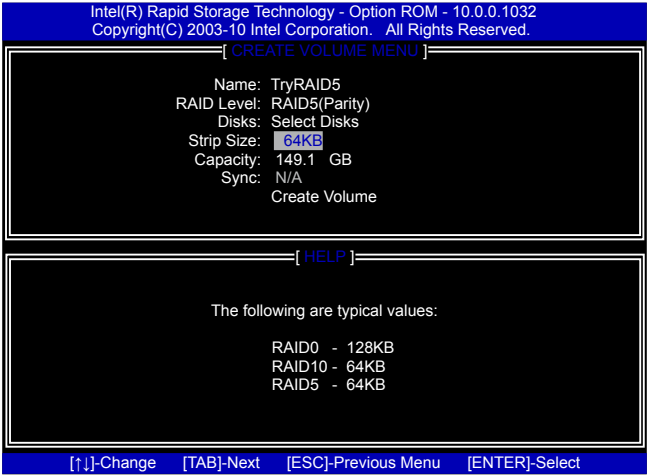 Intel(R) Rapid Storage Technology - Option ROM - 10.0.0.1032
Copyright(C) 2003-10 Intel Corporation. All Rights Reserved.
[ CREATE VOLUME MENU ]
Name: TryRAID5
RAID Level: RAID5(Parity)
Disks: Select Disks
Strip Size: 64KB
Capacity: 149.1 GB
Sync: N/A
Create Volume
[ HELP ]
The following are typical values:
RAID0 - 128KB
RAID10 - 64KB
RAID5 - 64KB
[↑↓]-Change [TAB]-Next [ESC]-Previous Menu [ENTER]-Select